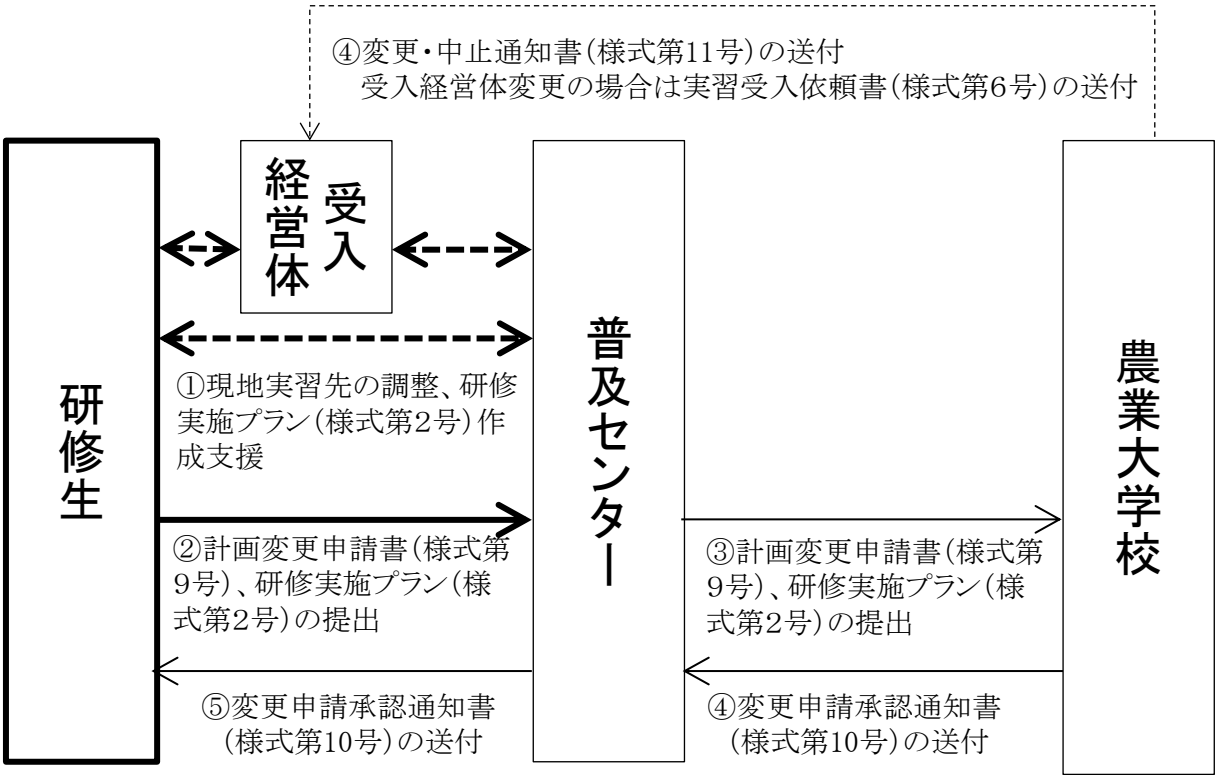 ④変更・中止通知書(様式第11号)の送付
受入経営体変更の場合は実習受入依頼書(様式第６号)の送付
受入
経営体
研修生
普及センター
農業大学校
①現地実習先の調整、研修
実施プラン(様式第２号)作
成支援
②計画変更申請書(様式第
９号)、研修実施プラン(様
式第２号)の提出
③計画変更申請書(様式第
９号)、研修実施プラン(様
式第２号)の提出
⑤変更申請承認通知書
(様式第10号)の送付
④変更申請承認通知書
(様式第10号)の送付